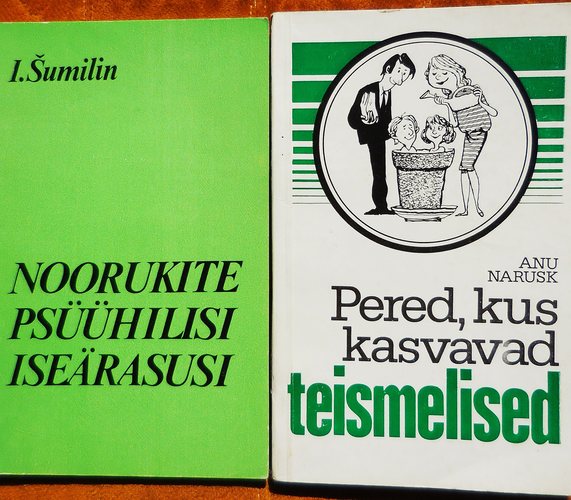 I.Šumilin
NOORUKITE
PSÜÜHILISI
ISEÄRASUSI
ANU
NARUSK
Pered, kus
kasvavad
teismelised